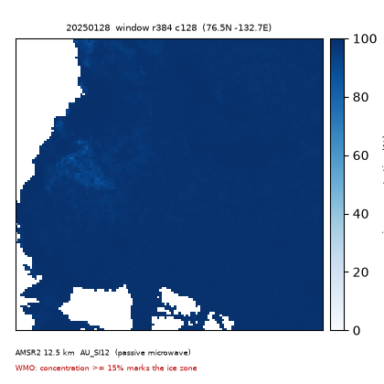 20250128 window r384 c128 (76.5N -132.7E)
100
80
60
40
20
0
AMSR2 12.5 km AU_SI12 (passive microwave)
WMO: concentration >= 15% marks the ice zone